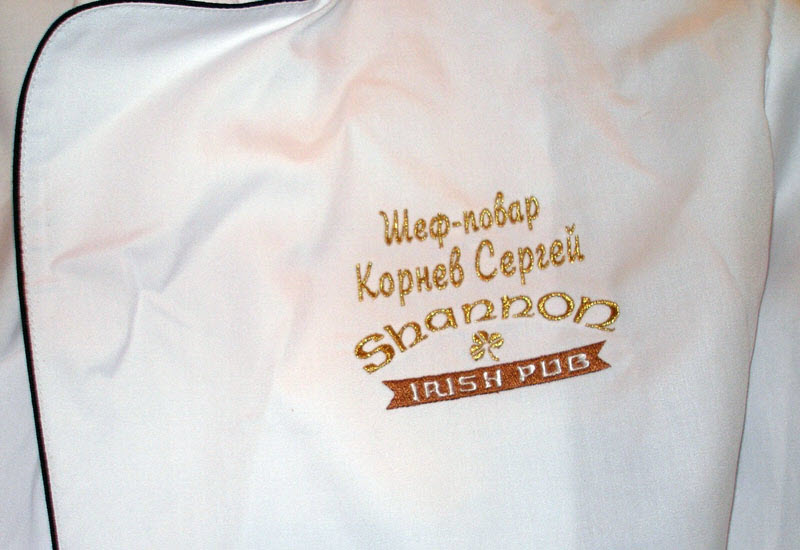 Шеф-повар
Корнев Сергей
Shannon
IRISH PUB